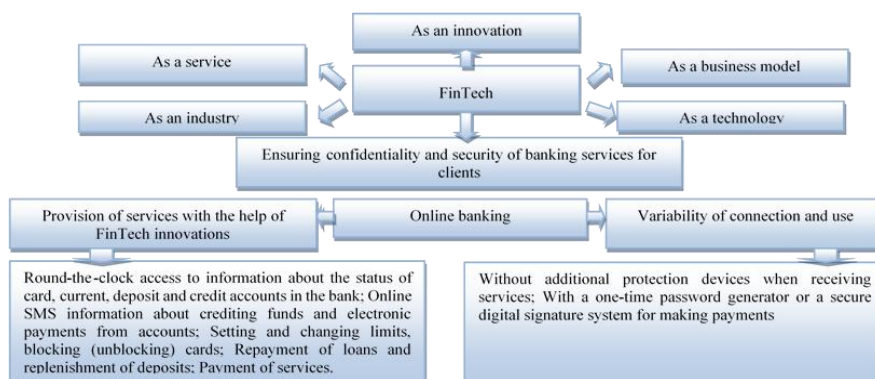 As an innovation
As a service
As a business model
FinTech
As an industry
As a technology
Ensuring confidentiality and security of banking services for
clients
Provision of services with the help of
FinTech innovations
Online banking
Variability of connection and use
Round-the-clock access to information about the status of
card, current, deposit and credit accounts in the bank; Online
SMS information about crediting funds and electronic
payments from accounts; Setting and changing limits,
blocking (unblocking) cards; Repayment of loans and
replenishment of deposits; Payment of services.
Without additional protection devices when receiving
services; With a one-time password generator or a secure
digital signature system for making payments